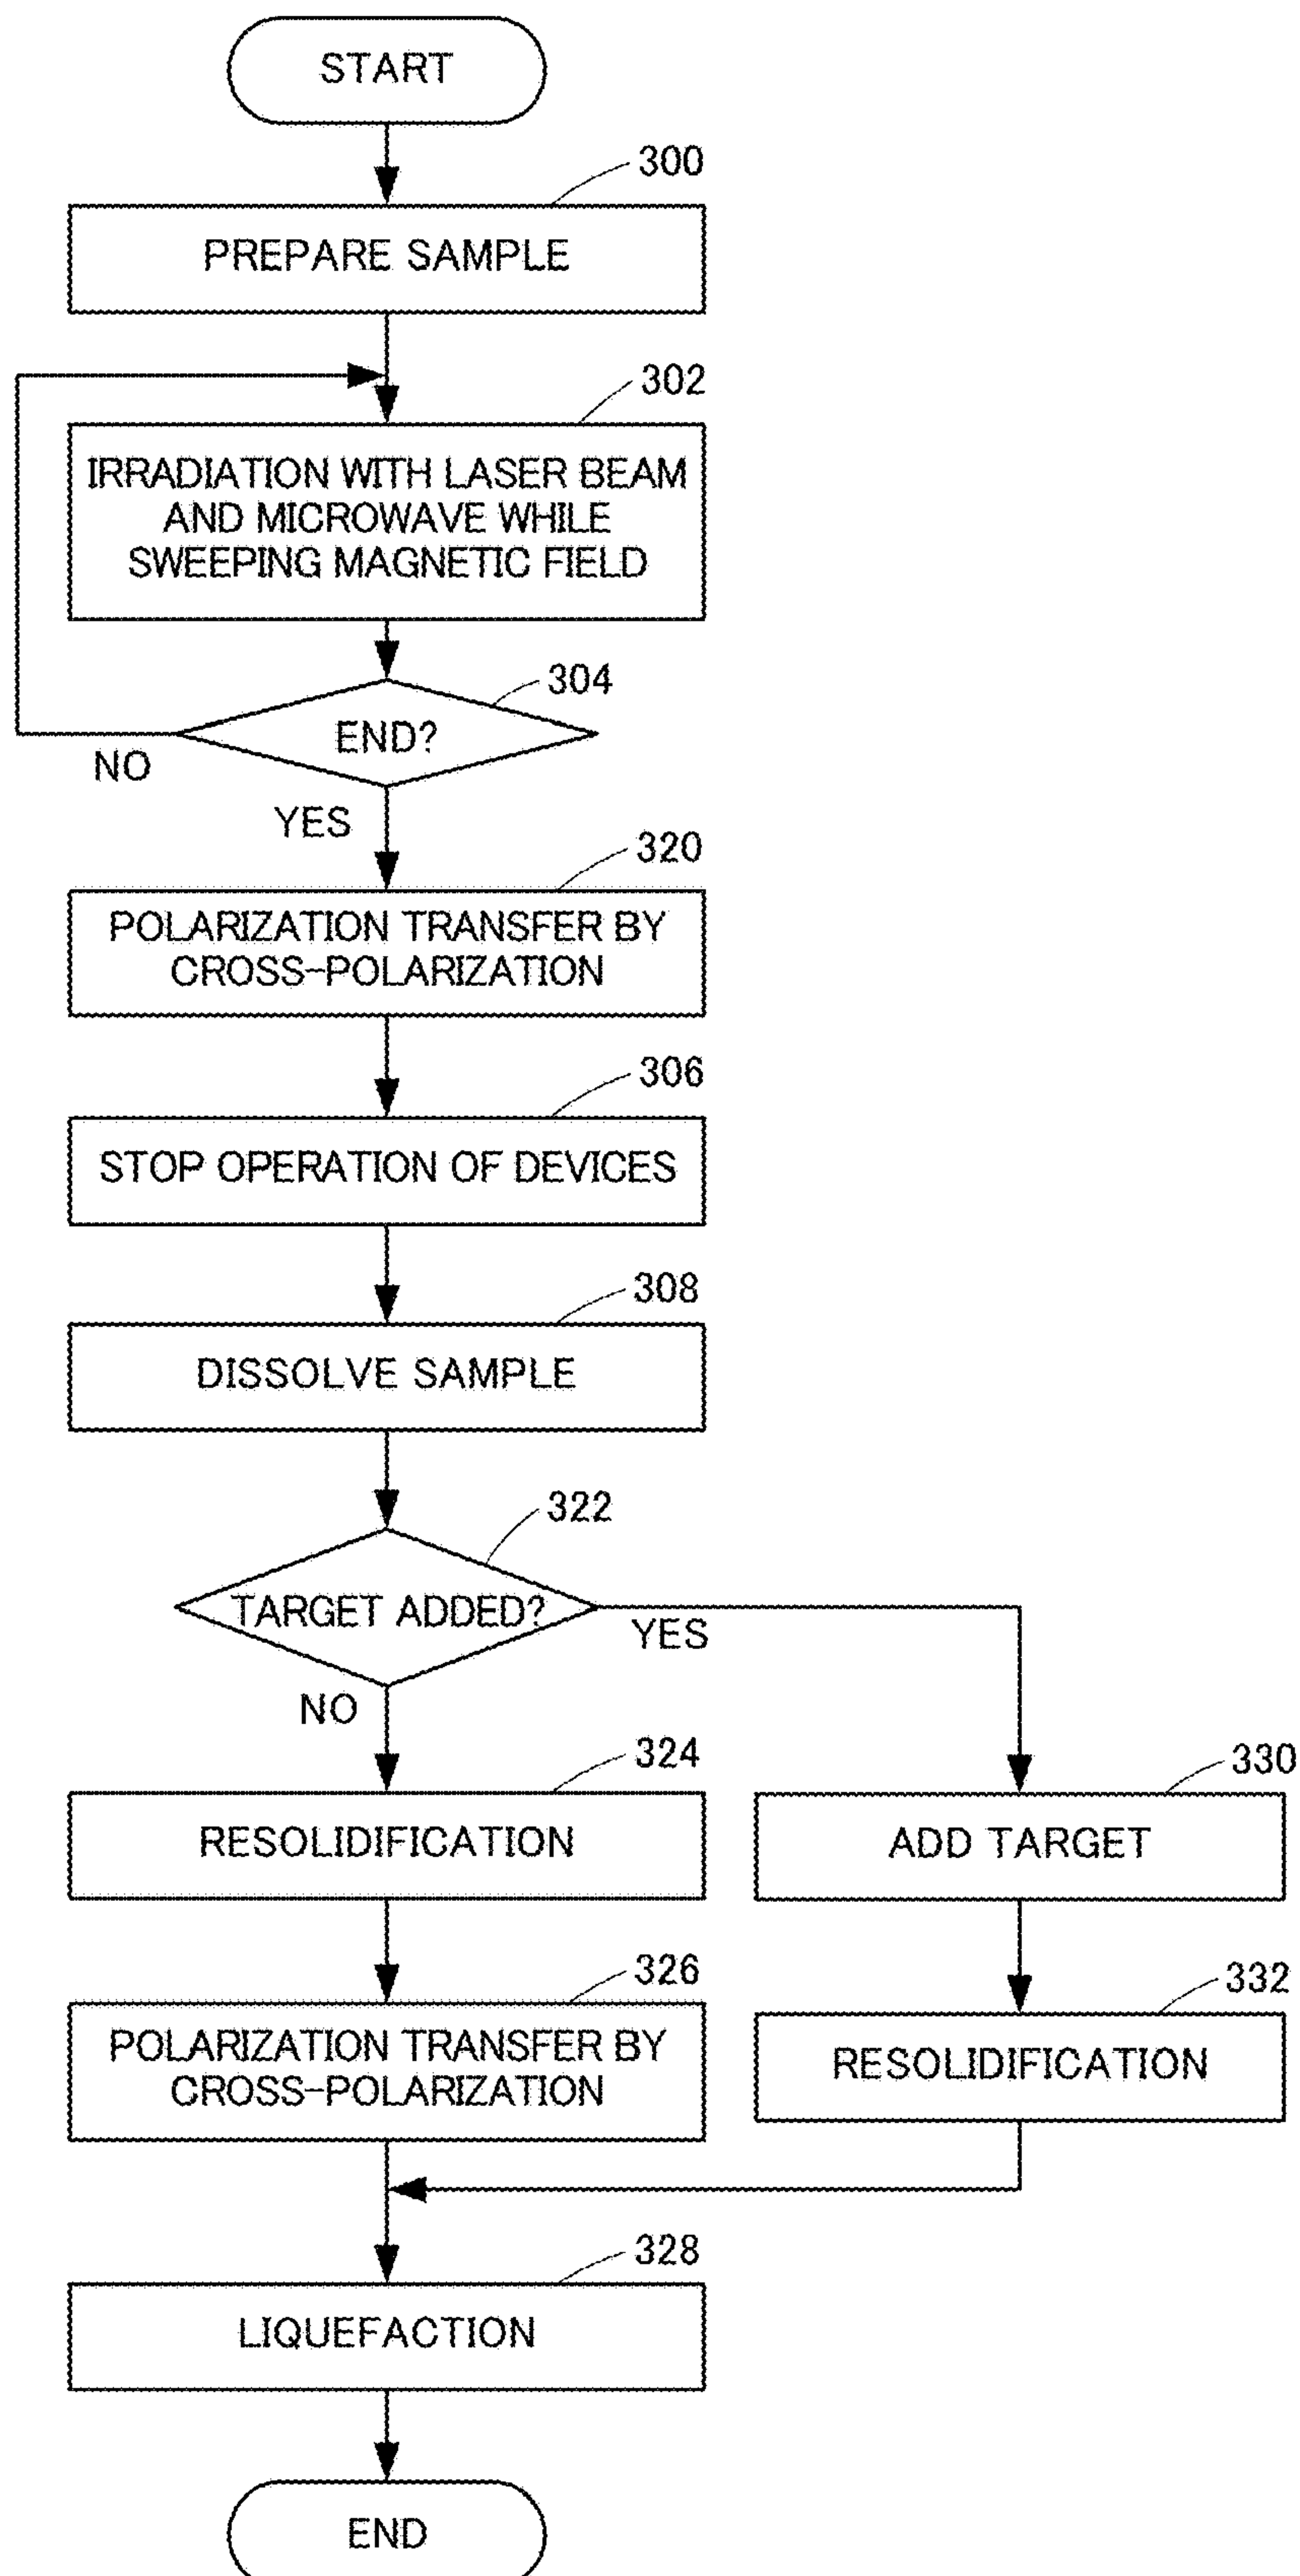 START
300
PREPARE SAMPLE
302
IRRADIATION WITH LASER BEAM
AND MICROWAVE WHILE
SWEEPING MAGNETIC FIELD
304
END?
NO
YES
320
POLARIZATION TRANSFER BY
CROSS-POLARIZATION
306
STOP OPERATION OF DEVICES
308
DISSOLVE SAMPLE
322
TARGET ADDED?
YES
NO
324
RESOLIDIFICATION
330
ADD TARGET
326
POLARIZATION TRANSFER BY
CROSS-POLARIZATION
332
RESOLIDIFICATION
328
LIQUEFACTION
END